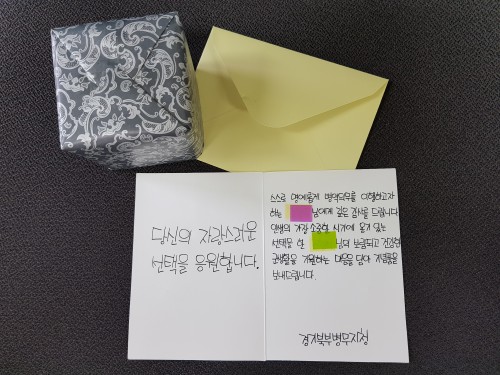 당신의 자랑스러운
선택을 응원합니다.
스스로 명예롭게 병역의무를 이행하고자
하는 님에게 깊은 감사를 드립니다
인생의 가장 소중한 시기에 용기 있는
선택을 한 님의 보람되고 건강한
군생활을 기원하는 마음을 담아 기념품을
보내드립니다.
경기북부병무지청